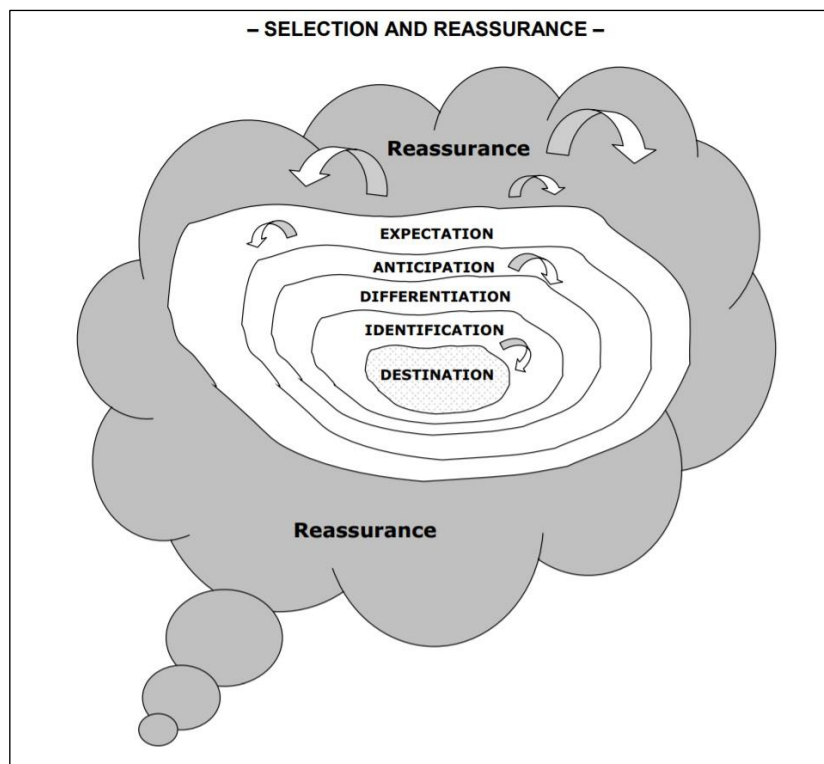 – SELECTION AND REASSURANCE –
Reassurance
EXPECTATION
ANTICIPATION
DIFFERENTIATION
IDENTIFICATION
DESTINATION
Reassurance